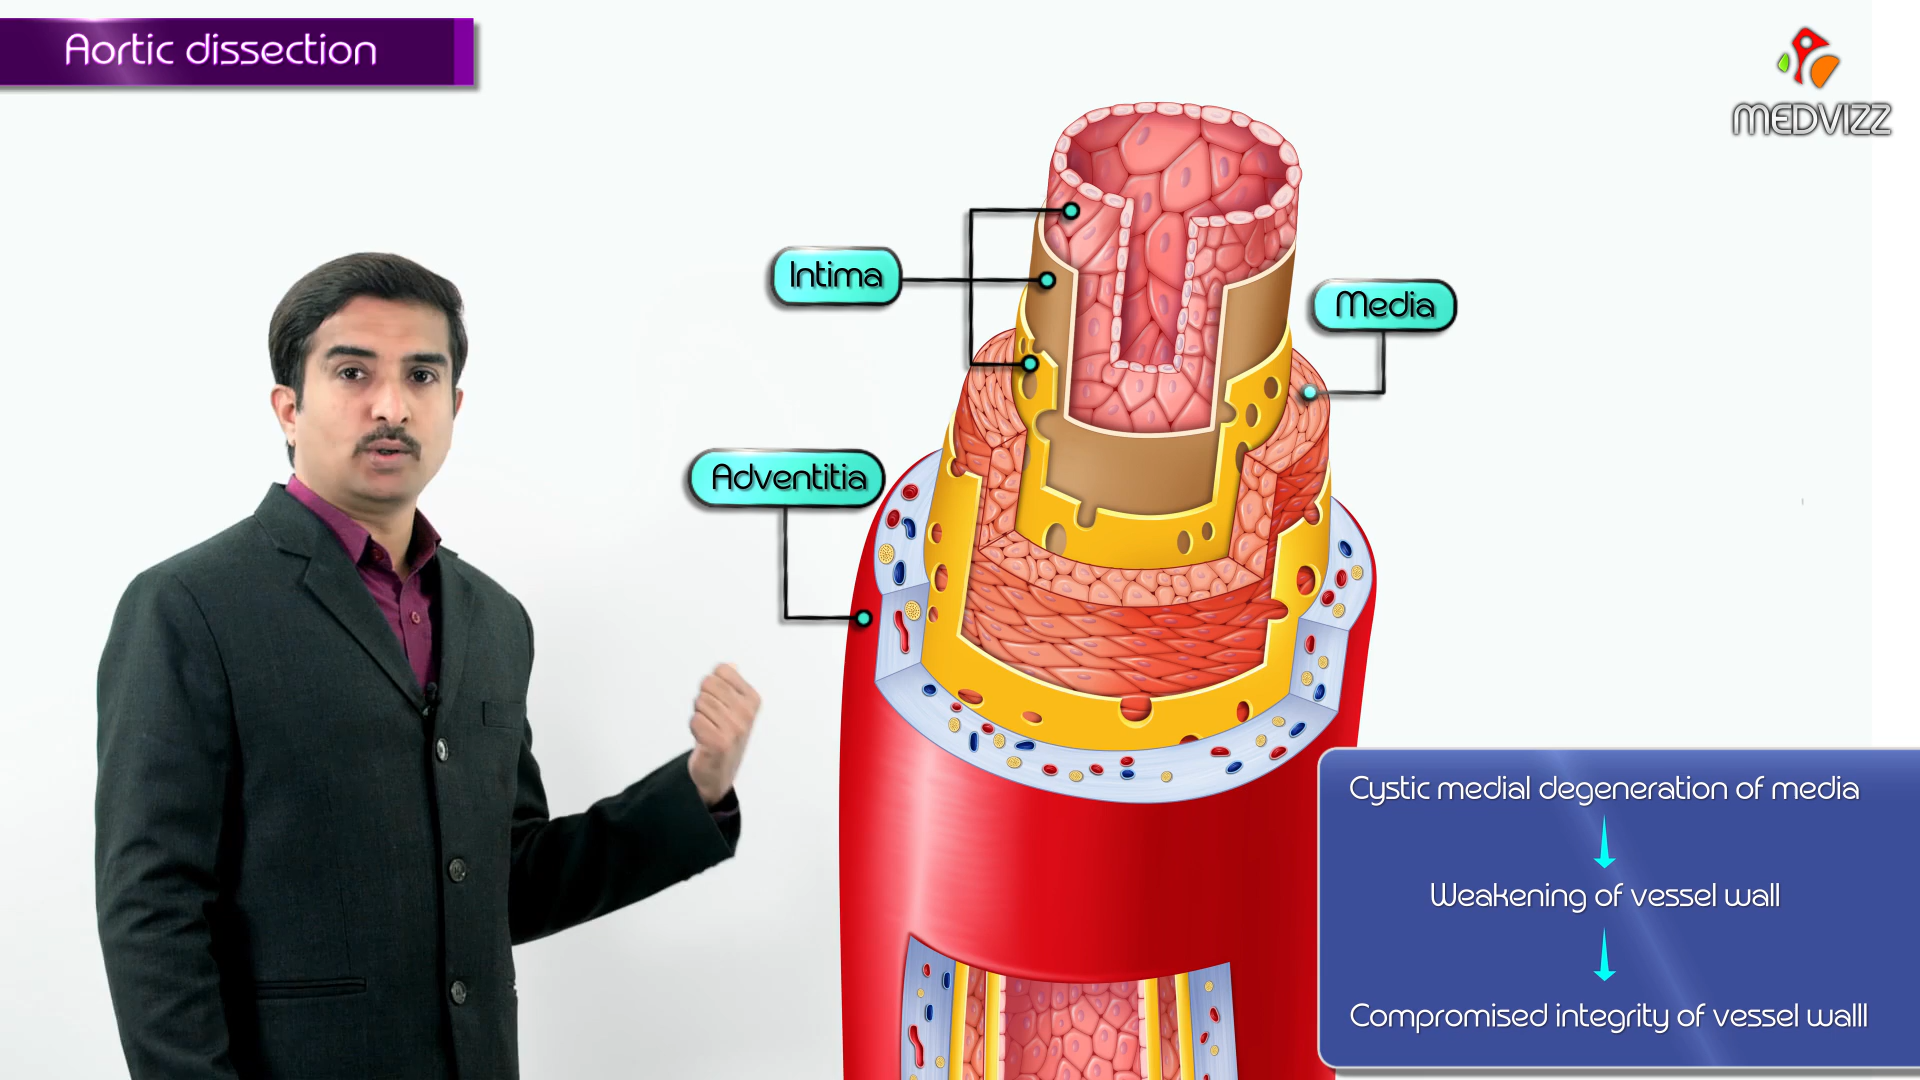 Aortic dissection
MEDVIZZ
Intima
Media
Adventitia
Cystic medial degeneration of media
Weakening of vessel wall
Compromised integrity of vessel walll